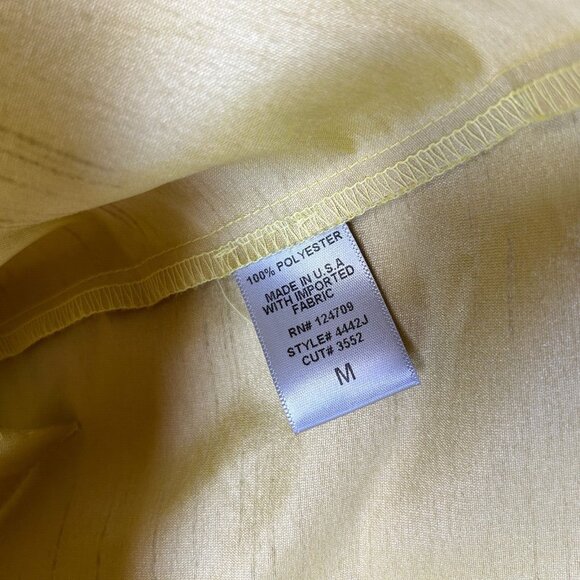 100% POLYESTER
MADE IN U.S.A
WITH IMPORTED
FABRIC
RN# 124709
STYLE# 4442J
CUT# 3552
M